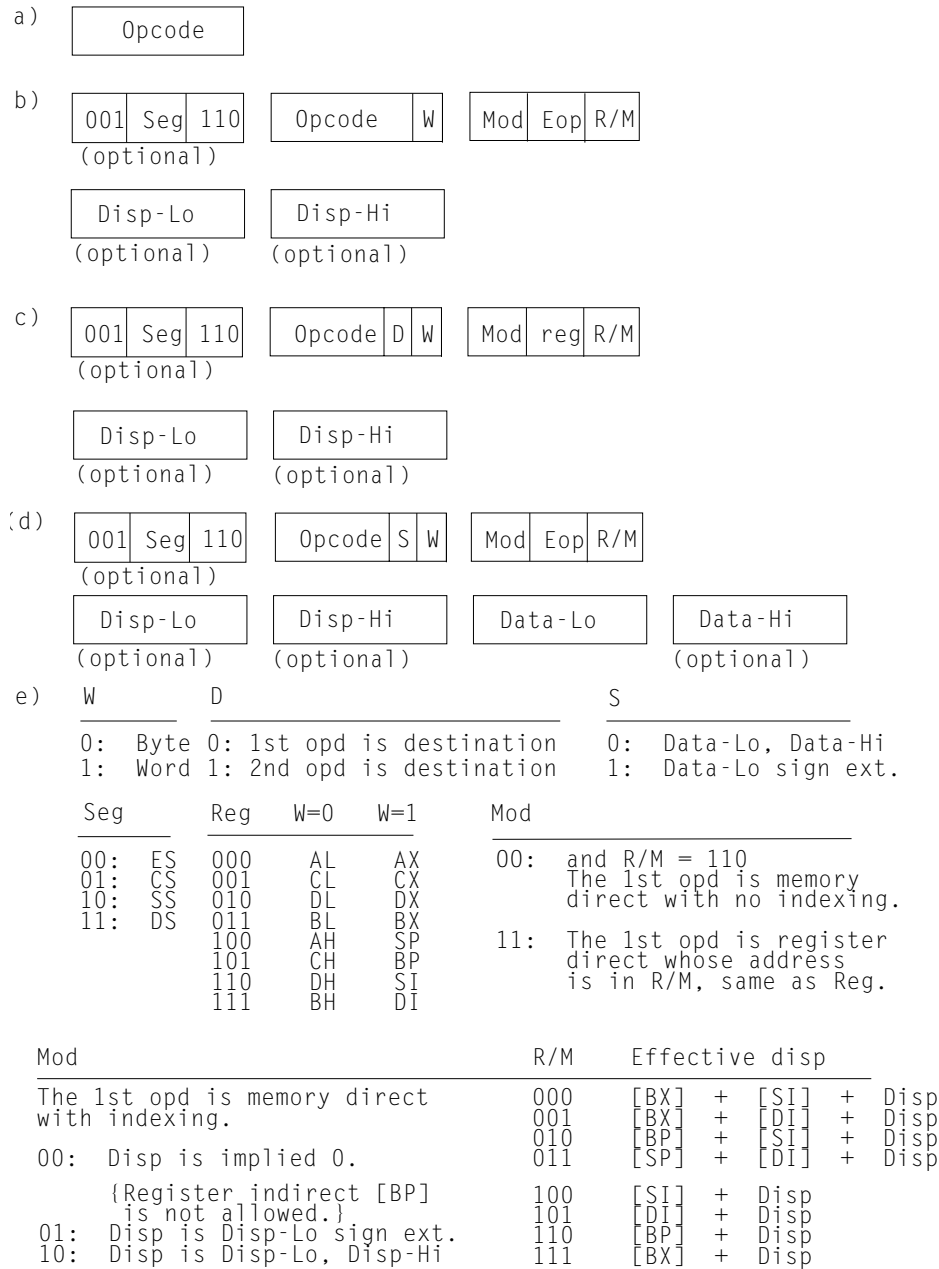 a)
Opcode
b)
001 Seg 110 Opcode W Mod Eop R/M
(optional)
Disp-Lo Disp-Hi
(optional) (optional)
c)
001 Seg 110 Opcode D W Mod reg R/M
(optional)
Disp-Lo Disp-Hi
(optional) (optional)
(d)
001 Seg 110 Opcode S W Mod Eop R/M
(optional)
Disp-Lo Disp-Hi Data-Lo Data-Hi
(optional) (optional) (optional)
e) W D S
0: Byte 0: 1st opd is destination 0: Data-Lo, Data-Hi
1: Word 1: 2nd opd is destination 1: Data-Lo sign ext.
Seg Reg W=0 W=1 Mod
00: ES 000 AL AX 00: and R/M = 110
01: CS 001 CL CX The 1st opd is memory
10: SS 010 DL DX direct with no indexing.
11: DS 011 BL BX
100 AH SP 11: The 1st opd is register
101 CH BP direct whose address
110 DH SI is in R/M, same as Reg.
111 BH DI
Mod R/M Effective disp
The 1st opd is memory direct 000 [BX] + [SI] + Disp
with indexing. 001 [BX] + [DI] + Disp
010 [BP] + [SI] + Disp
00: Disp is implied 0. 011 [SP] + [DI] + Disp
{Register indirect [BP] 100 [SI] + Disp
is not allowed.} 101 [DI] + Disp
01: Disp is Disp-Lo sign ext. 110 [BP] + Disp
10: Disp is Disp-Lo, Disp-Hi 111 [BX] + Disp